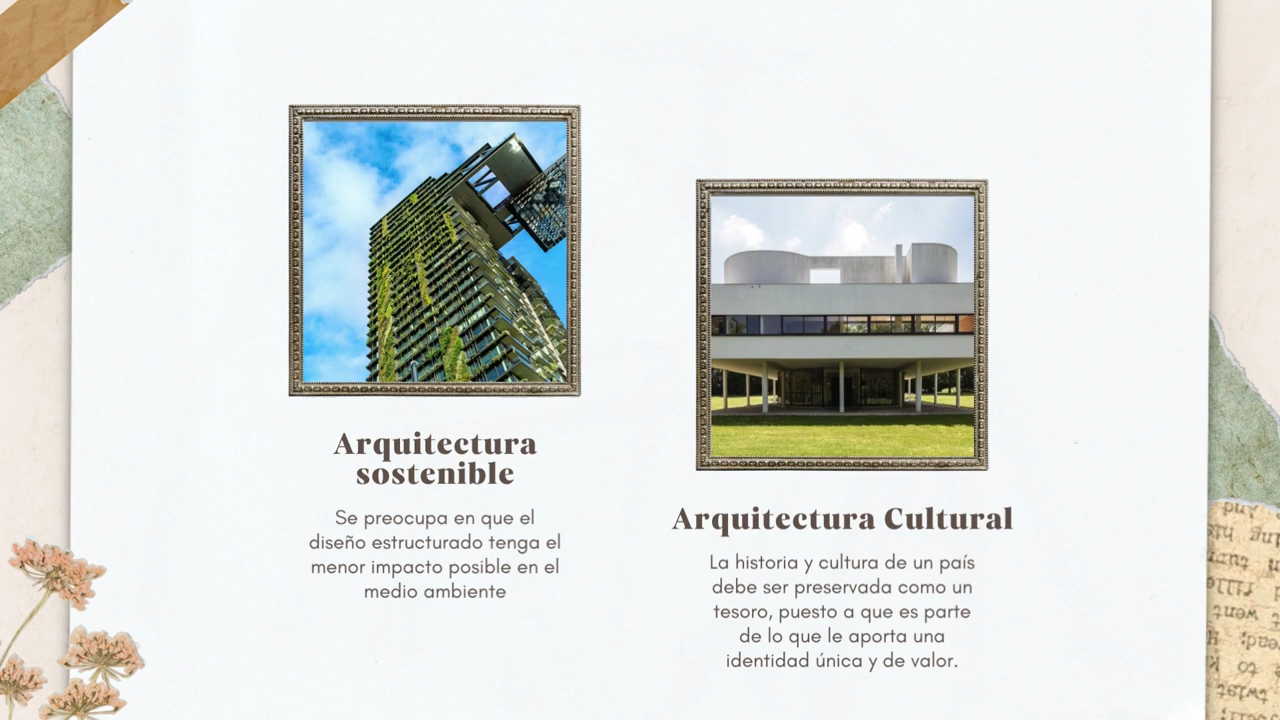 Arquitectura
sostenible
Se preocupa en que el
diseño estructurado tenga el
menor impacto posible en el
medio ambiente
Arquitectura Cultural
La historia y cultura de un país
debe ser preservada como un
tesoro, puesto a que es parte
de lo que le aporta una
identidad única y de valor.